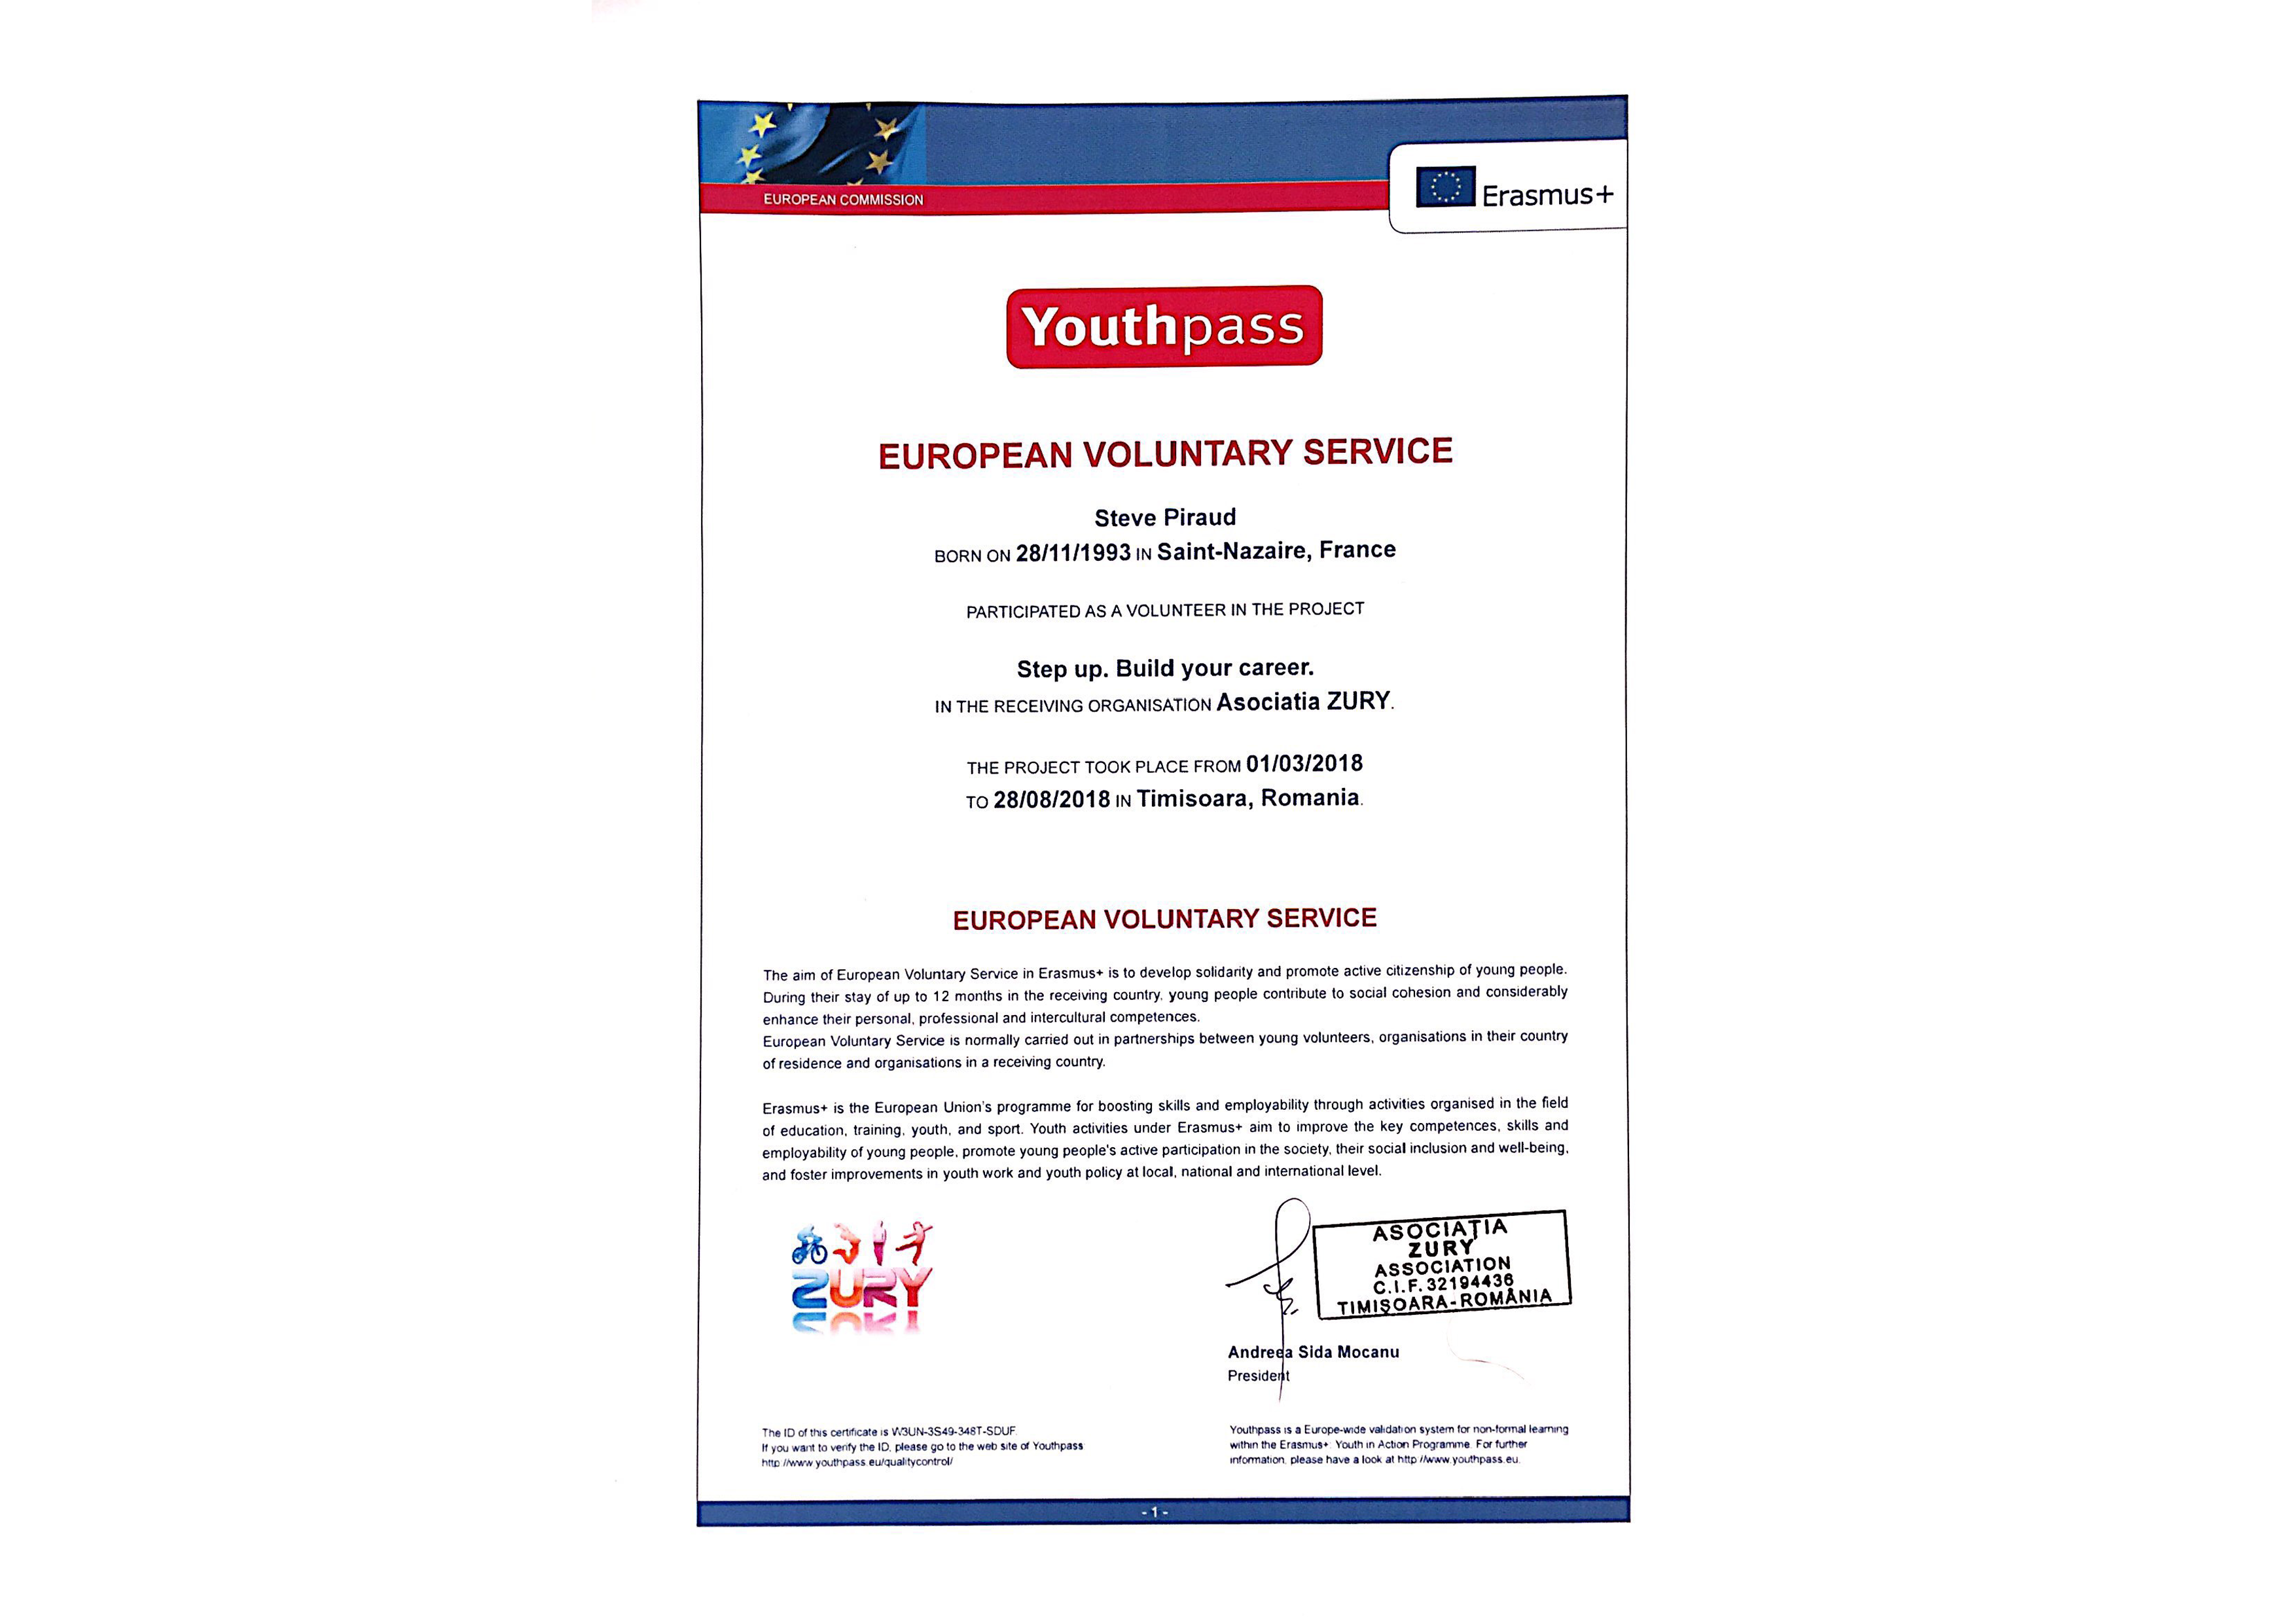 EUROPEAN COMMISSION
Erasmus+
Youthpass
EUROPEAN VOLUNTARY SERVICE
Steve Piraud
BORN ON 28/11/1993 IN Saint-Nazaire, France
PARTICIPATED AS A VOLUNTEER IN THE PROJECT
Step up. Build your career.
IN THE RECEIVING ORGANISATION Asociatia ZURY.
THE PROJECT TOOK PLACE FROM 01/03/2018
TO 28/08/2018 IN Timisoara, Romania.
EUROPEAN VOLUNTARY SERVICE
The aim of European Voluntary Service in Erasmus+ is to develop solidarity and promote active citizenship of young people.
During their stay of up to 12 months in the receiving country, young people contribute to social cohesion and considerably
enhance their personal, professional and intercultural competences.
European Voluntary Service is normally carried out in partnerships between young volunteers, organisations in their country
of residence and organisations in a receiving country.
Erasmus+ is the European Union's programme for boosting skills and employability through activities organised in the field
of education, training, youth, and sport. Youth activities under Erasmus+ aim to improve the key competences, skills and
employability of young people, promote young people's active participation in the society, their social inclusion and well-being,
and foster improvements in youth work and youth policy at local, national and international level.
ZURY
ASOCIAȚIA
ZURY
ASSOCIATION
C.I.F. 32194436
TIMIȘOARA-ROMÂNIA
Andreea Sida Mocanu
President
The ID of this certificate is W3UN-3S49-348T-SDUF.
If you want to verify the ID, please go to the web site of Youthpass
http://www.youthpass.eu/qualitycontrol/
Youthpass is a Europe-wide validation system for non-formal learning
within the Erasmus+: Youth in Action Programme. For further
information, please have a look at http://www.youthpass.eu.
- 1 -